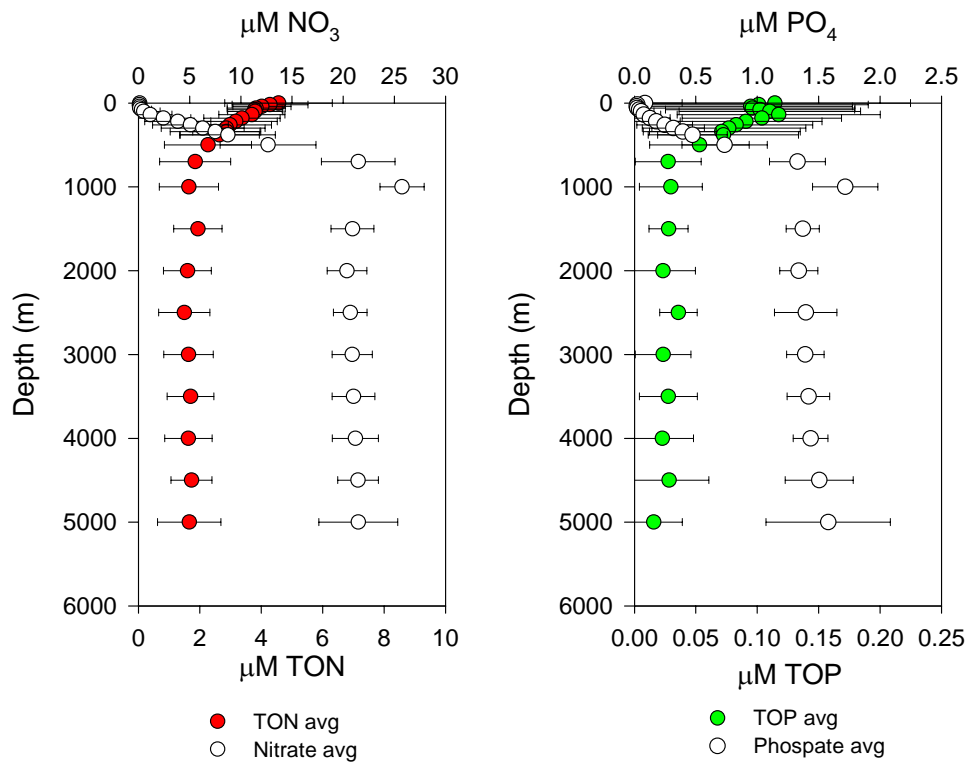 μM NO3
μM PO4
0 5 10 15 20 25 30
0.0 0.5 1.0 1.5 2.0 2.5
0
1000
2000
3000
4000
5000
6000
Depth (m)
0 2 4 6 8 10
μM TON
TON avg
Nitrate avg
0
1000
2000
3000
4000
5000
6000
Depth (m)
0.00 0.05 0.10 0.15 0.20 0.25
μM TOP
TOP avg
Phospate avg